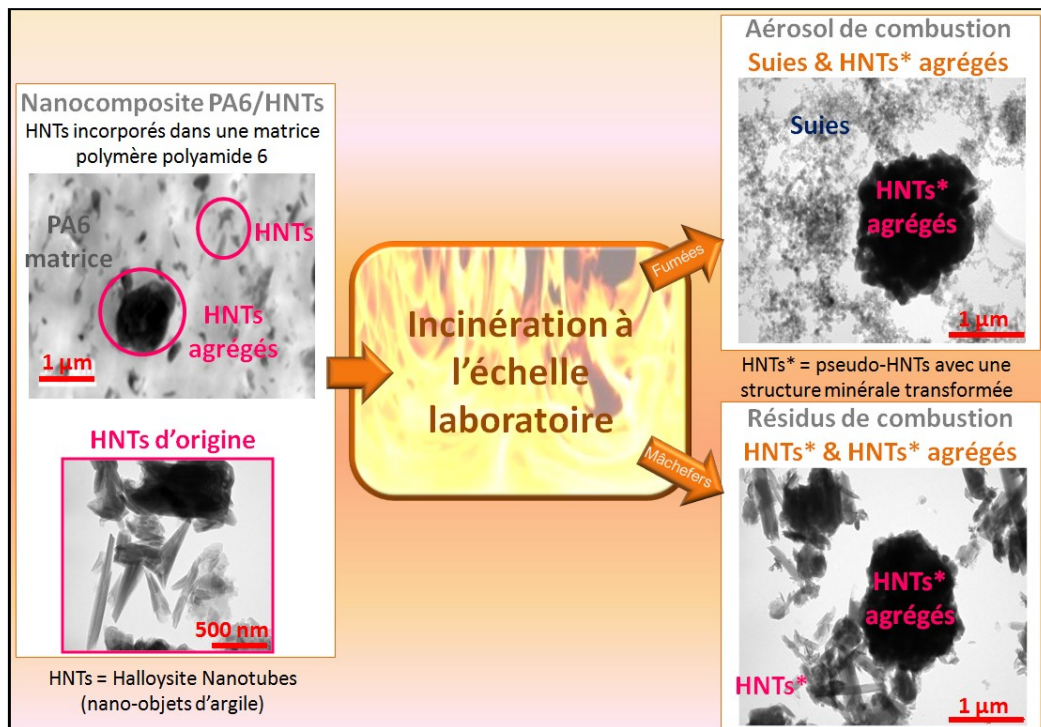 Nanocomposite PA6/HNTs
HNTs incorporés dans une matrice
polymère polyamide 6
PA6
matrice
HNTs
HNTs
agrégés
1 µm
HNTs d'origine
500 nm
HNTs = Halloysite Nanotubes
(nano-objets d'argile)
Incinération à
l'échelle
laboratoire
Fumées
Mâchefers
Aérosol de combustion
Suies & HNTs* agrégés
Suies
HNTs*
agrégés
1 µm
HNTs* = pseudo-HNTs avec une
structure minérale transformée
Résidus de combustion
HNTs* & HNTs* agrégés
HNTs*
agrégés
HNTs*
1 µm